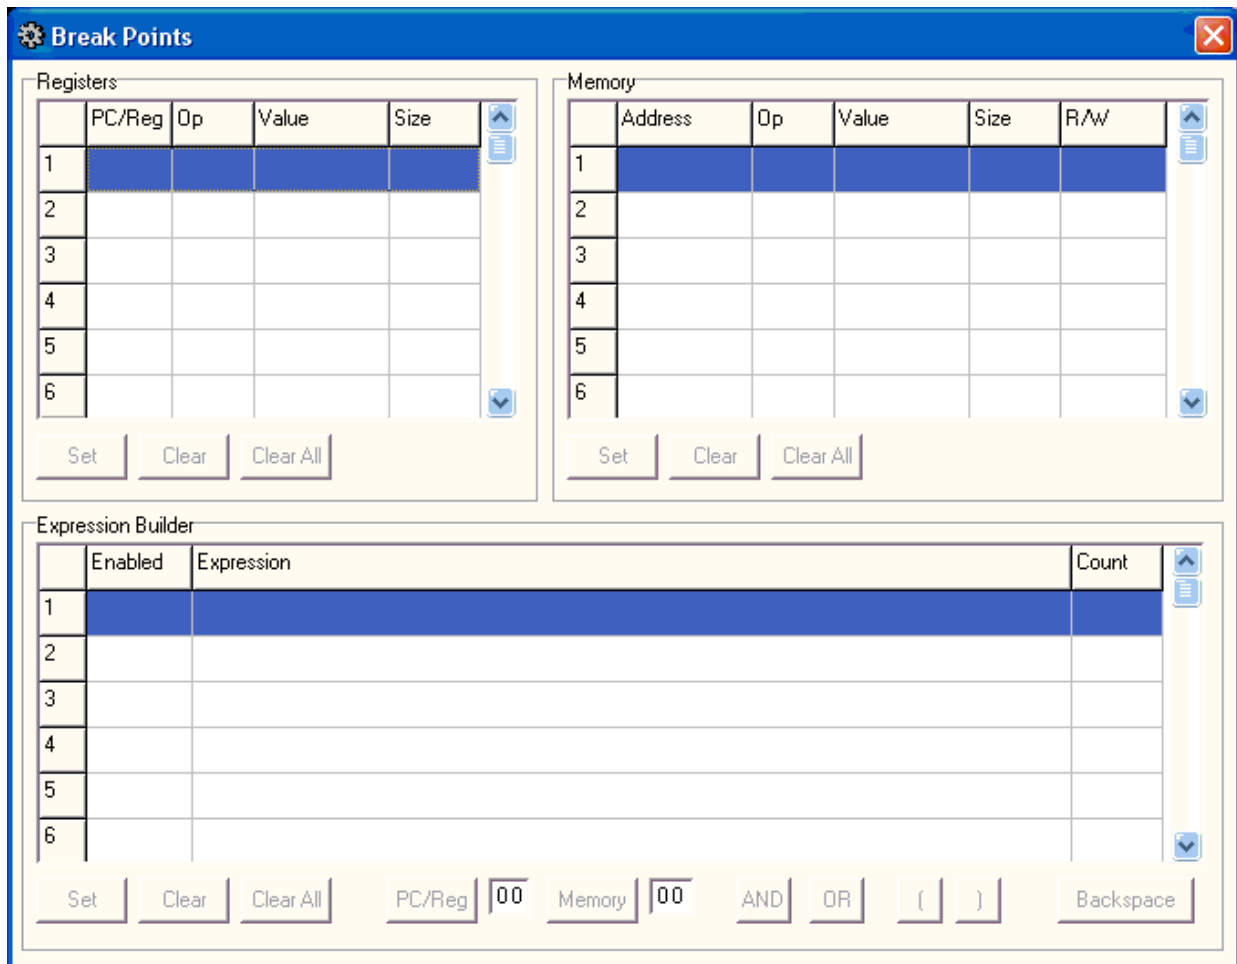 Break Points
Registers
PC/Reg Op Value Size
1
2
3
4
5
6
Set Clear Clear All
Memory
Address Op Value Size R/W
1
2
3
4
5
6
Set Clear Clear All
Expression Builder
Enabled Expression Count
1
2
3
4
5
6
Set Clear Clear All PC/Reg 00 Memory 00 AND OR ( ) Backspace